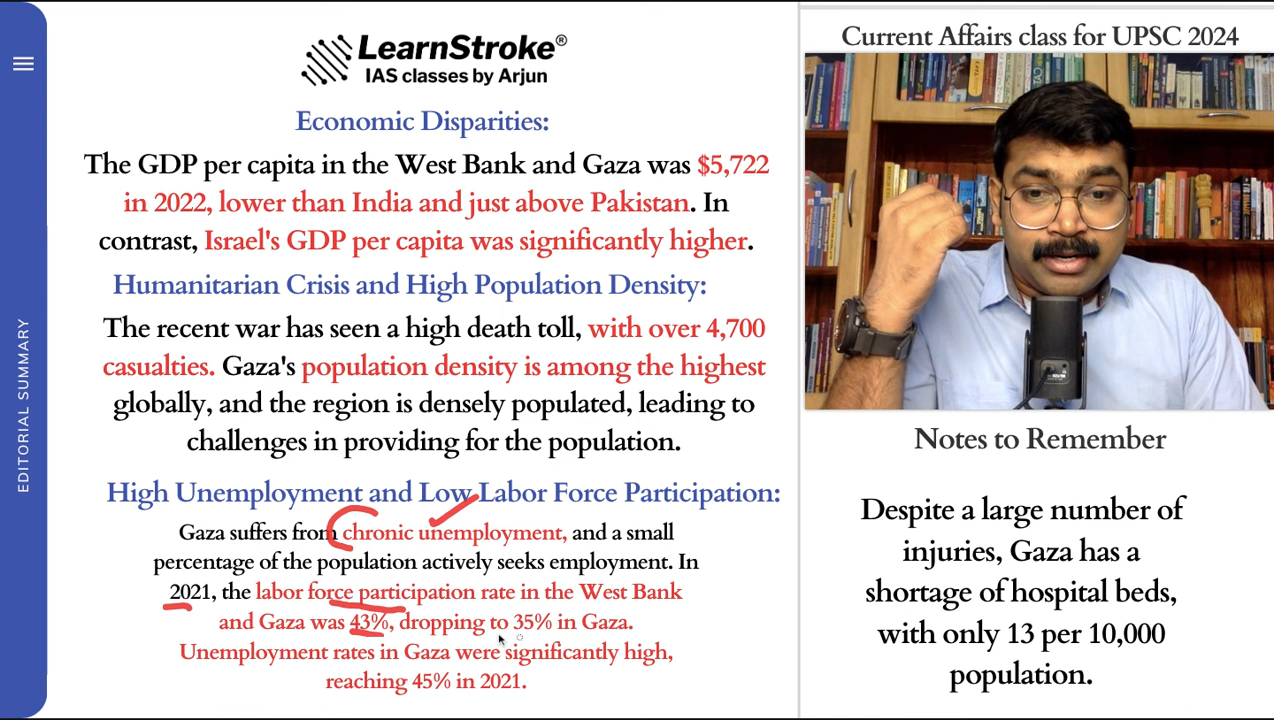 EDITORIAL SUMMARY
LearnStroke®
IAS classes by Arjun
Economic Disparities:
The GDP per capita in the West Bank and Gaza was $5,722
in 2022, lower than India and just above Pakistan. In
contrast, Israel's GDP per capita was significantly higher.
Humanitarian Crisis and High Population Density:
The recent war has seen a high death toll, with over 4,700
casualties. Gaza's population density is among the highest
globally, and the region is densely populated, leading to
challenges in providing for the population.
High Unemployment and Low Labor Force Participation:
Gaza suffers from chronic unemployment, and a small
percentage of the population actively seeks employment. In
2021, the labor force participation rate in the West Bank
and Gaza was 43%, dropping to 35% in Gaza.
Unemployment rates in Gaza were significantly high,
reaching 45% in 2021.
Current Affairs class for UPSC 2024
Notes to Remember
Despite a large number of
injuries, Gaza has a
shortage of hospital beds,
with only 13 per 10,000
population.